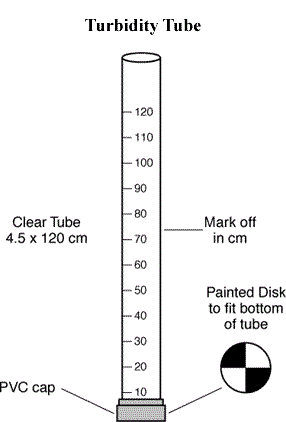 Turbidity Tube
120
110
100
90
80
70
60
50
40
30
20
10
Clear Tube
4.5 x 120 cm
Mark off
in cm
Painted Disk
to fit bottom
of tube
PVC cap